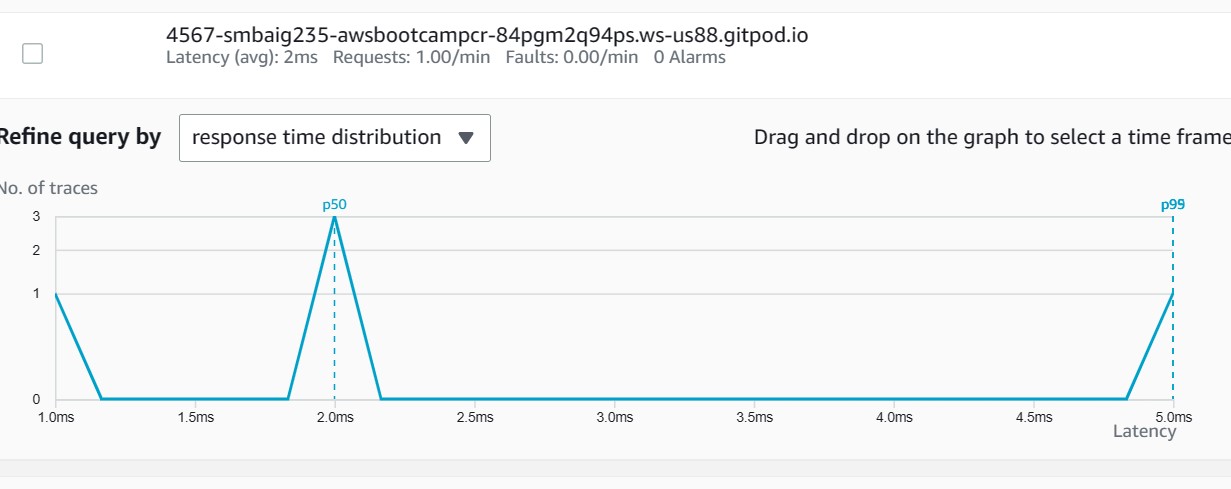 4567-smbaig235-awsbootcampcr-84pgm2q94ps.ws-us88.gitpod.io
Latency (avg): 2ms Requests: 1.00/min Faults: 0.00/min 0 Alarms
Refine query by response time distribution Drag and drop on the graph to select a time frame
No. of traces
p50 p99
3
2
1
0
1.0ms 1.5ms 2.0ms 2.5ms 3.0ms 3.5ms 4.0ms 4.5ms 5.0ms
Latency